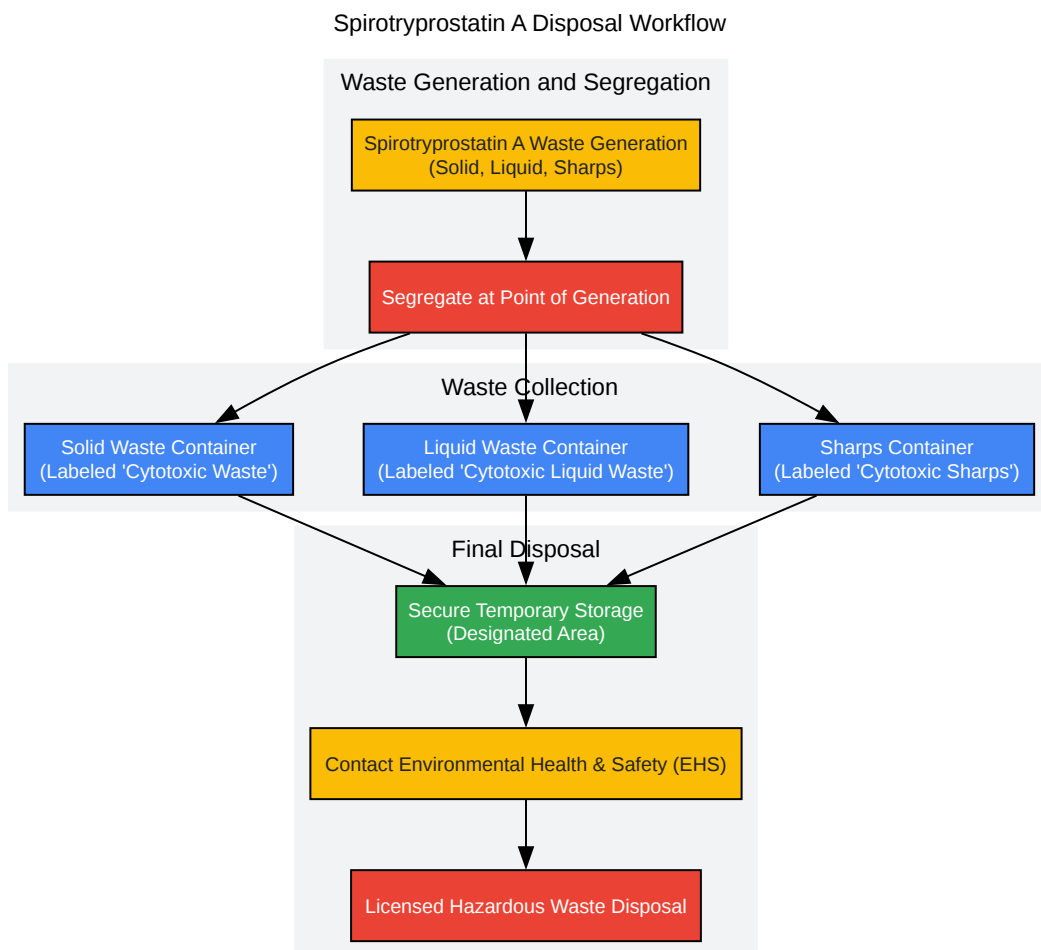 Spirotryprostatin A Disposal Workflow
Waste Generation and Segregation
Spirotryprostatin A Waste Generation
(Solid, Liquid, Sharps)
Segregate at Point of Generation
Waste Collection
Solid Waste Container
(Labeled 'Cytotoxic Waste')
Liquid Waste Container
(Labeled 'Cytotoxic Liquid Waste')
Sharps Container
(Labeled 'Cytotoxic Sharps')
Final Disposal
Secure Temporary Storage
(Designated Area)
Contact Environmental Health & Safety (EHS)
Licensed Hazardous Waste Disposal